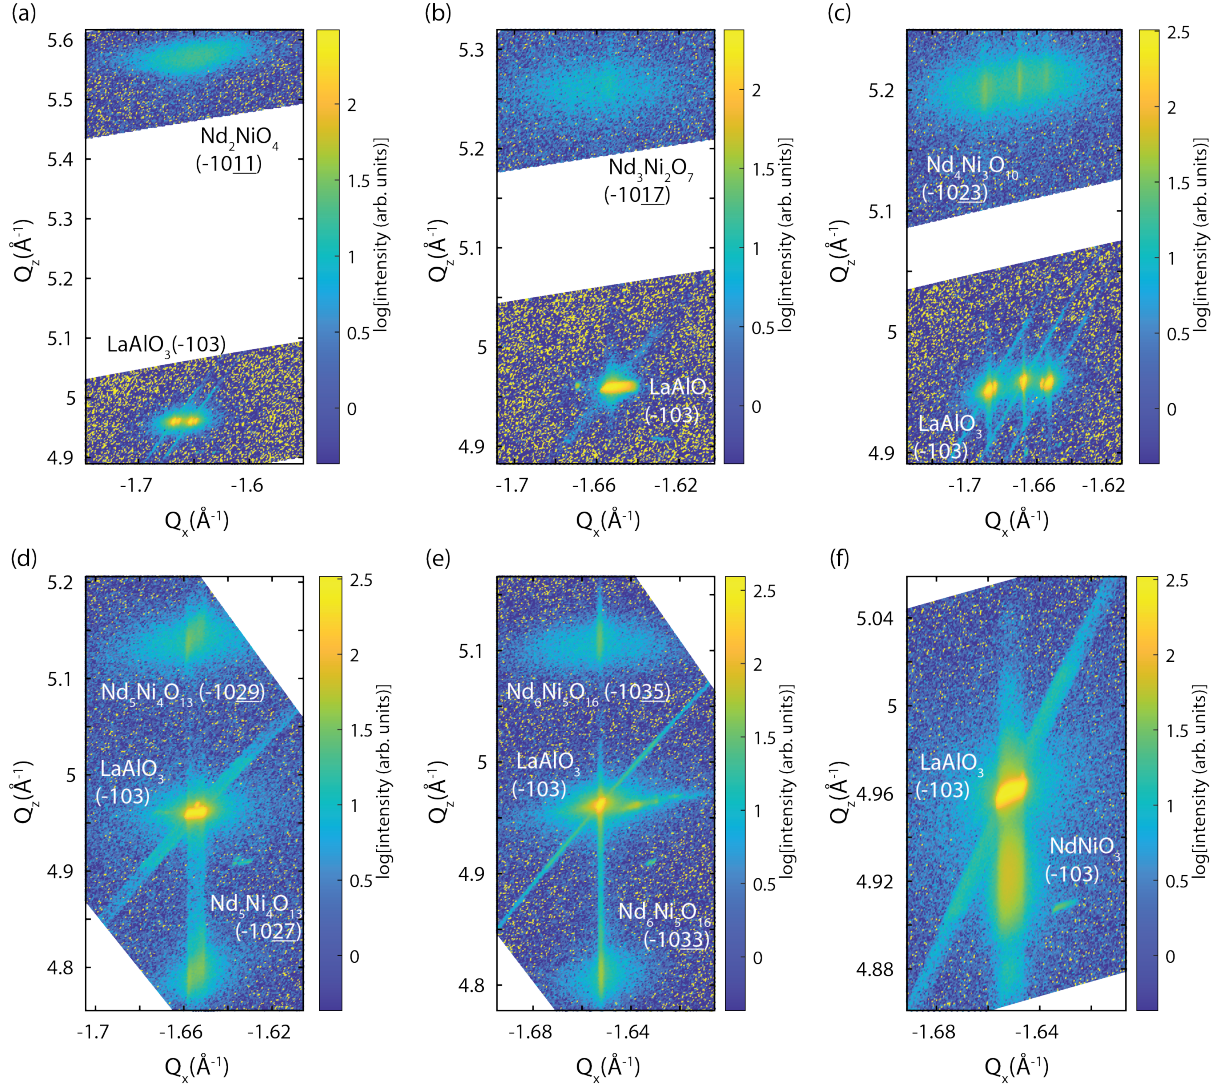 (a)
5.6
5.5
5.4
5.3
5.2
5.1
5
4.9
Q_z(Å⁻¹)
Nd₂NiO₄
(-1011)
LaAlO₃(-103)
-1.7
-1.6
Qₓ(Å⁻¹)
2
1.5
1
0.5
0
log[intensity (arb. units)]
(b)
5.3
5.2
5.1
5
4.9
Q_z(Å⁻¹)
Nd₃Ni₂O₇
(-1017)
LaAlO₃
(-103)
-1.7
-1.66
-1.62
Qₓ(Å⁻¹)
2
1.5
1
0.5
0
log[intensity (arb. units)]
(c)
5.2
5.1
5
4.9
Q_z(Å⁻¹)
Nd₄Ni₃O₁₀
(-1023)
LaAlO₃
(-103)
-1.7
-1.66
-1.62
Qₓ(Å⁻¹)
2.5
2
1.5
1
0.5
0
log[intensity (arb. units)]
(d)
5.2
5.1
5
4.9
4.8
Q_z(Å⁻¹)
Nd₅Ni₄O₁₃ (-1029)
LaAlO₃
(-103)
Nd₅Ni₄O₁₃
(-1027)
-1.7
-1.66
-1.62
Qₓ(Å⁻¹)
2.5
2
1.5
1
0.5
0
log[intensity (arb. units)]
(e)
5.1
5
4.9
4.8
Q_z(Å⁻¹)
Nd₆Ni₅O₁₆ (-1035)
LaAlO₃
(-103)
Nd₆Ni₅O₁₆
(-1033)
-1.68
-1.64
Qₓ(Å⁻¹)
2.5
2
1.5
1
0.5
0
log[intensity (arb. units)]
(f)
5.04
5
4.96
4.92
4.88
Q_z(Å⁻¹)
LaAlO₃
(-103)
NdNiO₃
(-103)
-1.68
-1.64
Qₓ(Å⁻¹)
2.5
2
1.5
1
0.5
0
log[intensity (arb. units)]